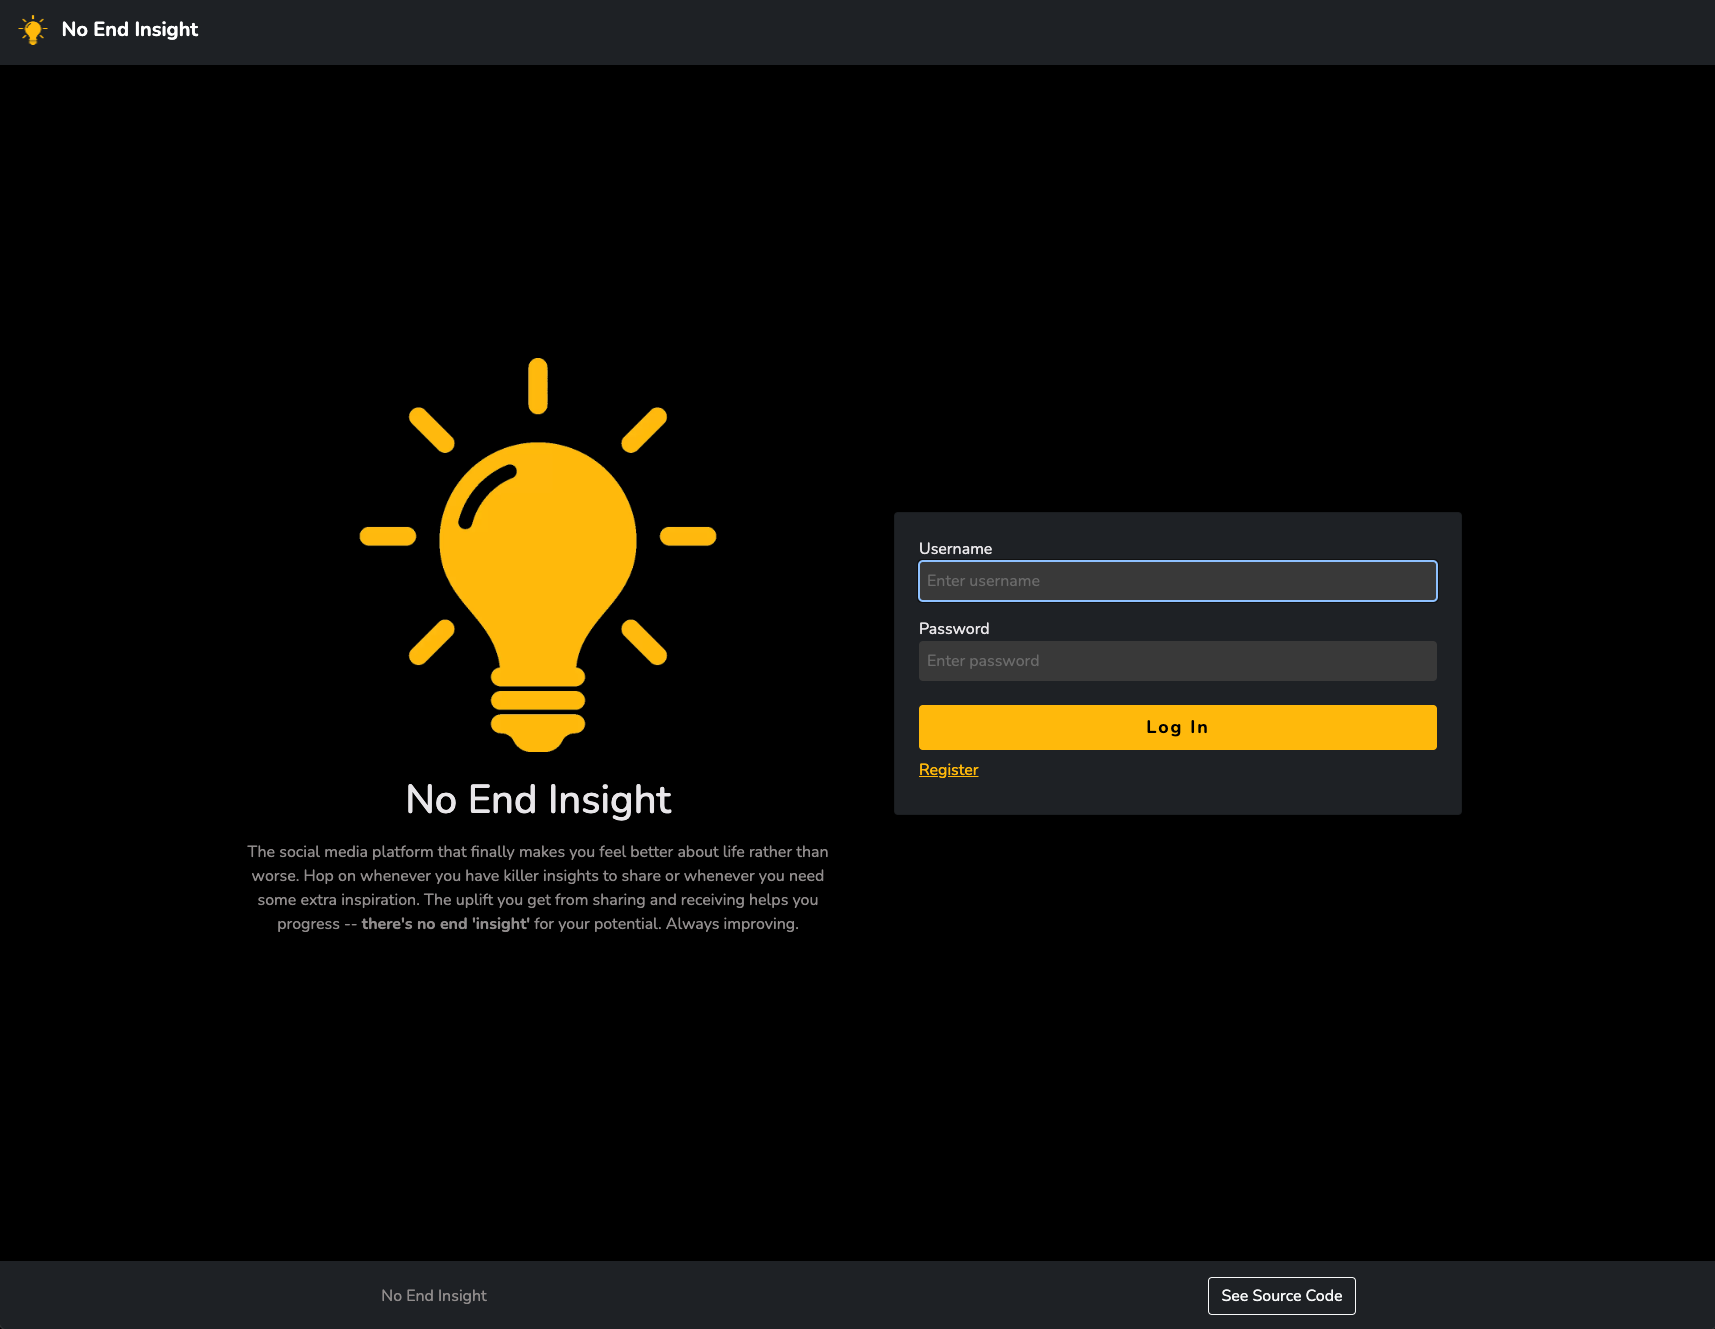 No End Insight
No End Insight
The social media platform that finally makes you feel better about life rather than
worse. Hop on whenever you have killer insights to share or whenever you need
some extra inspiration. The uplift you get from sharing and receiving helps you
progress -- there's no end 'insight' for your potential. Always improving.
Username
Enter username
Password
Enter password
Log In
Register
No End Insight
See Source Code